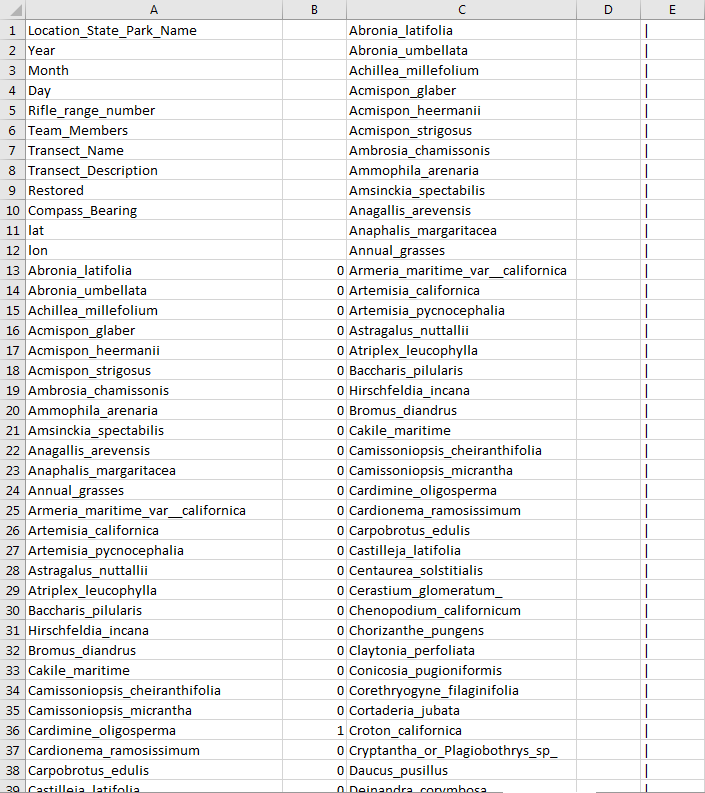 A B C D E
1 Location_State_Park_Name Abronia_latifolia |
2 Year Abronia_umbellata |
3 Month Achillea_millefolium |
4 Day Acmispon_glaber |
5 Rifle_range_number Acmispon_heermanii |
6 Team_Members Acmispon_strigosus |
7 Transect_Name Ambrosia_chamissonis |
8 Transect_Description Ammophila_arenaria |
9 Restored Amsinckia_spectabilis |
10 Compass_Bearing Anagallis_arevensis |
11 lat Anaphalis_margaritacea |
12 lon Annual_grasses |
13 Abronia_latifolia 0 Armeria_maritime_var__californica |
14 Abronia_umbellata 0 Artemisia_californica |
15 Achillea_millefolium 0 Artemisia_pycnocephalia |
16 Acmispon_glaber 0 Astragalus_nuttallii |
17 Acmispon_heermanii 0 Atriplex_leucophylla |
18 Acmispon_strigosus 0 Baccharis_pilularis |
19 Ambrosia_chamissonis 0 Hirschfeldia_incana |
20 Ammophila_arenaria 0 Bromus_diandrus |
21 Amsinckia_spectabilis 0 Cakile_maritime |
22 Anagallis_arevensis 0 Camissoniopsis_cheiranthifolia |
23 Anaphalis_margaritacea 0 Camissoniopsis_micrantha |
24 Annual_grasses 0 Cardimine_oligosperma |
25 Armeria_maritime_var__californica 0 Cardionema_ramosissimum |
26 Artemisia_californica 0 Carpobrotus_edulis |
27 Artemisia_pycnocephalia 0 Castilleja_latifolia |
28 Astragalus_nuttallii 0 Centaurea_solstitialis |
29 Atriplex_leucophylla 0 Cerastium_glomeratum_ |
30 Baccharis_pilularis 0 Chenopodium_californicum |
31 Hirschfeldia_incana 0 Chorizanthe_pungens |
32 Bromus_diandrus 0 Claytonia_perfoliata |
33 Cakile_maritime 0 Conicosia_pugioniformis |
34 Camissoniopsis_cheiranthifolia 0 Corethryogyne_filaginifolia |
35 Camissoniopsis_micrantha 0 Cortaderia_jubata |
36 Cardimine_oligosperma 1 Croton_californica |
37 Cardionema_ramosissimum 0 Cryptantha_or_Plagiobothrys_sp_ |
38 Carpobrotus_edulis 0 Daucus_pusillus |
39 Castilleja_latifolia 0 Deinandra_corymbosa |